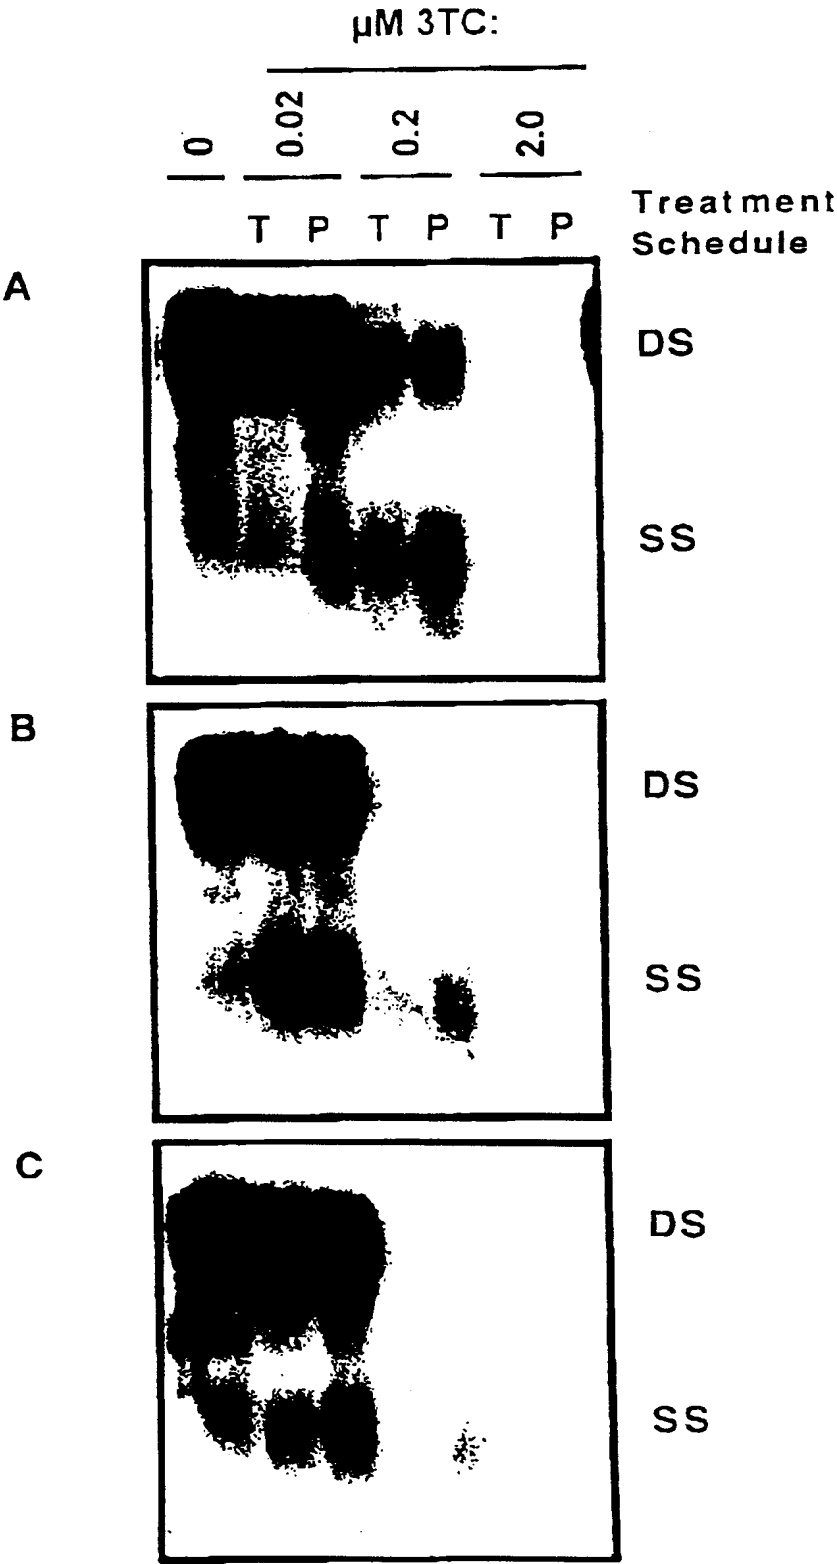 µM 3TC:
0 0.02 0.2 2.0
T P T P T P
Treatment
Schedule
A
DS
SS
B
DS
SS
C
DS
SS